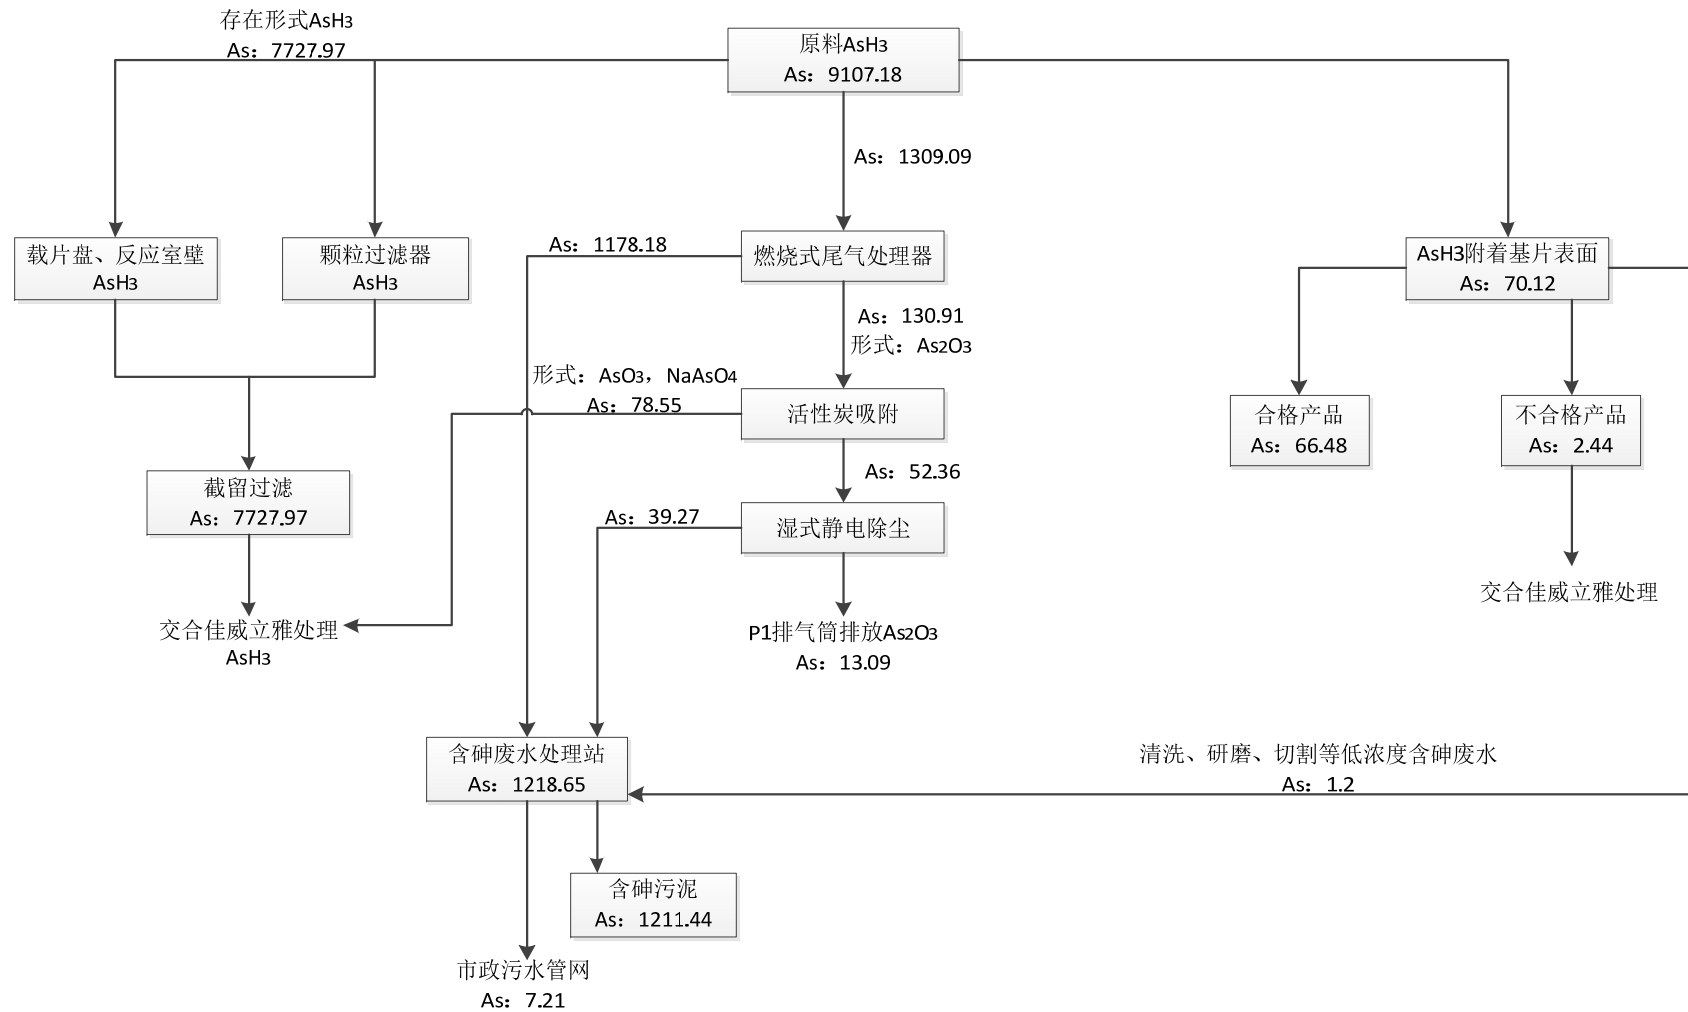 存在形式AsH3
As：7727.97
原料AsH3
As：9107.18
As：1309.09
载片盘、反应室壁
AsH3
颗粒过滤器
AsH3
As：1178.18
燃烧式尾气处理器
AsH3附着基片表面
As：70.12
As：130.91
形式：As2O3
形式：AsO3，NaAsO4
As：78.55
活性炭吸附
合格产品
As：66.48
不合格产品
As：2.44
As：52.36
截留过滤
As：7727.97
As：39.27
湿式静电除尘
交合佳威立雅处理
交合佳威立雅处理
AsH3
P1排气筒排放As2O3
As：13.09
含砷废水处理站
As：1218.65
清洗、研磨、切割等低浓度含砷废水
As：1.2
含砷污泥
As：1211.44
市政污水管网
As：7.21